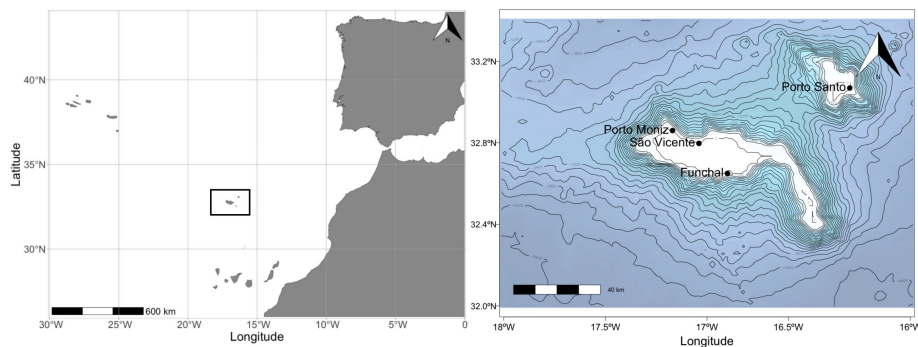 40°N
35°N
30°N
Latitude
N
600 km
30°W 25°W 20°W 15°W 10°W 5°W 0
Longitude
33.2°N
32.8°N
32.4°N
32.0°N
N
Porto Santo
Porto Moniz
São Vicente
Funchal
40 km
18°W 17.5°W 17°W 16.5°W 16°W
Longitude